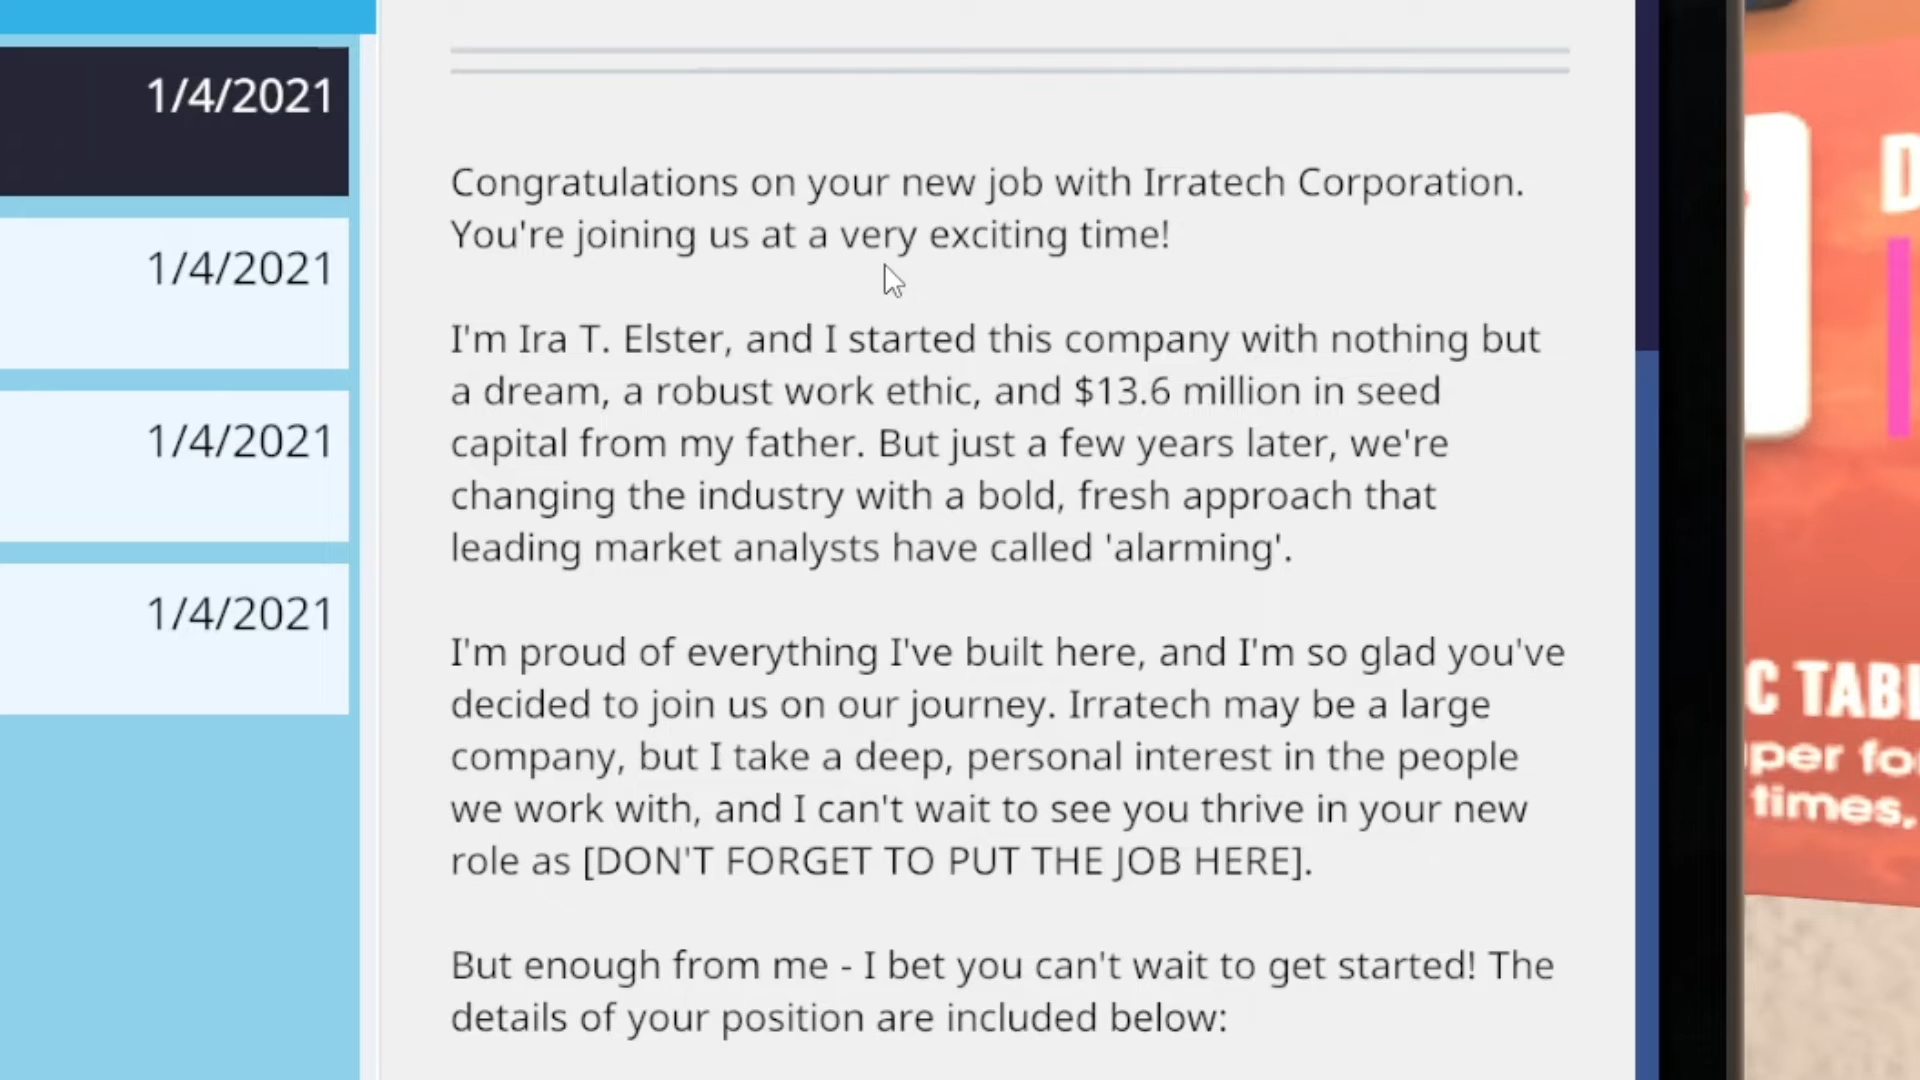 1/4/2021
1/4/2021
1/4/2021
1/4/2021
Congratulations on your new job with Irratech Corporation.
You're joining us at a very exciting time!
I'm Ira T. Elster, and I started this company with nothing but
a dream, a robust work ethic, and $13.6 million in seed
capital from my father. But just a few years later, we're
changing the industry with a bold, fresh approach that
leading market analysts have called 'alarming'.
I'm proud of everything I've built here, and I'm so glad you've
decided to join us on our journey. Irratech may be a large
company, but I take a deep, personal interest in the people
we work with, and I can't wait to see you thrive in your new
role as [DON'T FORGET TO PUT THE JOB HERE].
But enough from me - I bet you can't wait to get started! The
details of your position are included below:
times.